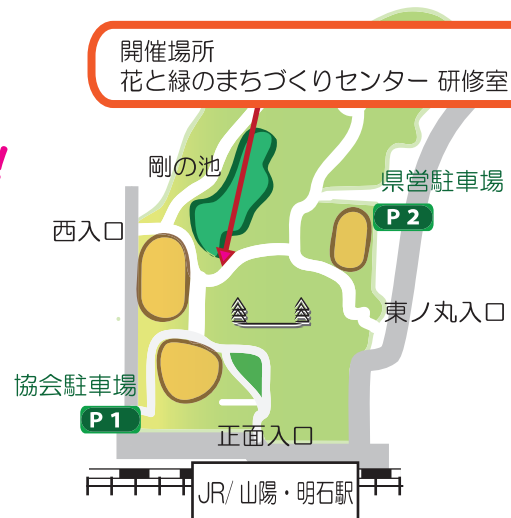 開催場所
花と緑のまちづくりセンター 研修室
剛の池
県営駐車場
P 2
西入口
東ノ丸入口
協会駐車場
P 1
正面入口
JR/ 山陽・明石駅